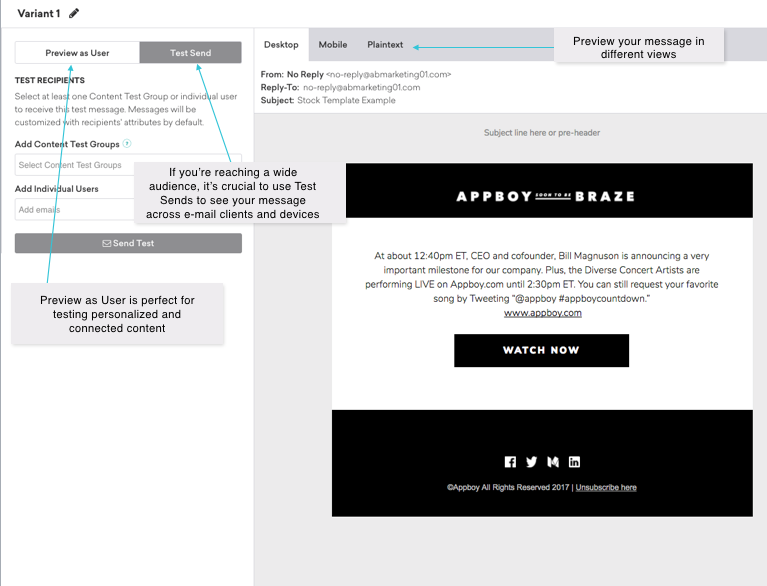 Variant 1
Preview as User
Test Send
TEST RECIPIENTS
Select at least one Content Test Group or individual user
to receive this test message. Messages will be
customized with recipients' attributes by default.
Add Content Test Groups ?
Select Content Test Groups
Add Individual Users
Add emails
Send Test
If you're reaching a wide
audience, it's crucial to use Test
Sends to see your message
across e-mail clients and devices
Preview as User is perfect for
testing personalized and
connected content
Desktop
Mobile
Plaintext
Preview your message in
different views
From: No Reply <no-reply@abmarketing01.com>
Reply-To: no-reply@abmarketing01.com
Subject: Stock Template Example
Subject line here or pre-header
APPBOY SOON TO BE BRAZE
At about 12:40pm ET, CEO and cofounder, Bill Magnuson is announcing a very
important milestone for our company. Plus, the Diverse Concert Artists are
performing LIVE on Appboy.com until 2:30pm ET. You can still request your favorite
song by Tweeting "@appboy #appboycountdown."
www.appboy.com
WATCH NOW
©Appboy All Rights Reserved 2017 | Unsubscribe here